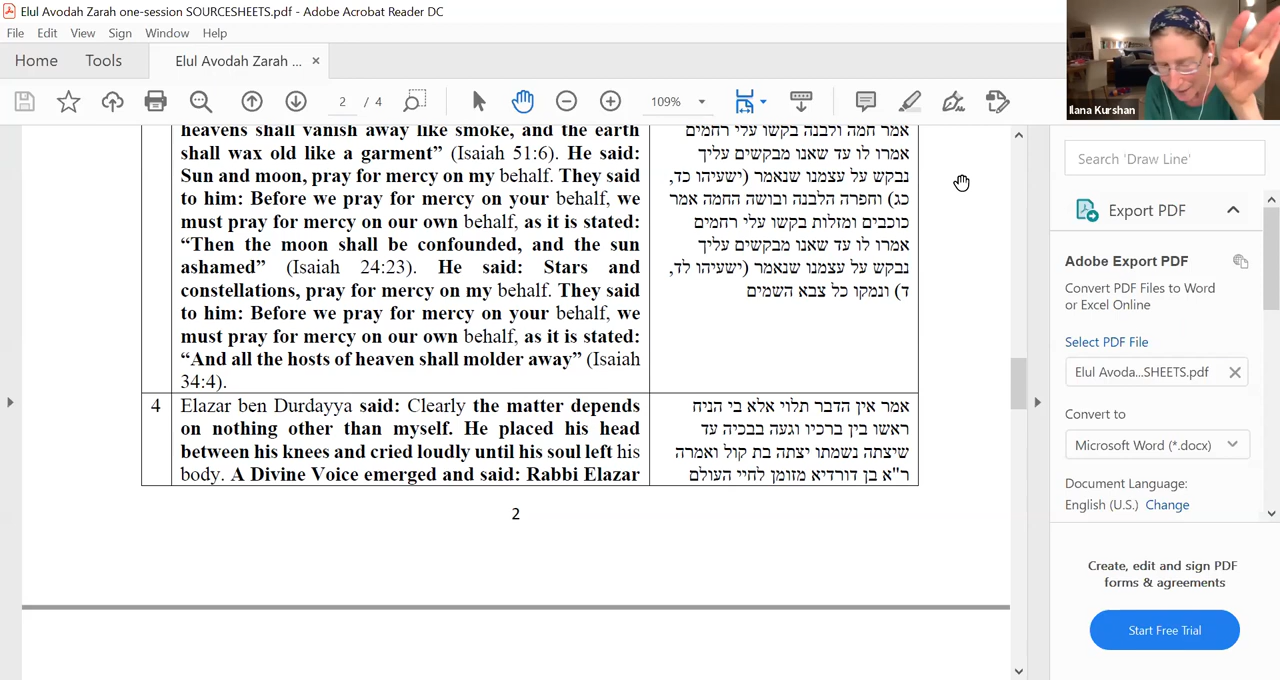 Elul Avodah Zarah one-session SOURCESHEETS.pdf - Adobe Acrobat Reader DC
File Edit View Sign Window Help
Home Tools Elul Avodah Zarah ... ×
2 / 4 109%
Ilana Kurshan
heavens shall vanish away like smoke, and the earth
shall wax old like a garment” (Isaiah 51:6). He said:
Sun and moon, pray for mercy on my behalf. They said
to him: Before we pray for mercy on your behalf, we
must pray for mercy on our own behalf, as it is stated:
“Then the moon shall be confounded, and the sun
ashamed” (Isaiah 24:23). He said: Stars and
constellations, pray for mercy on my behalf. They said
to him: Before we pray for mercy on your behalf, we
must pray for mercy on our own behalf, as it is stated:
“And all the hosts of heaven shall molder away” (Isaiah
34:4).
אמר חמה ולבנה בקשו עלי רחמים
אמרו לו עד שאנו מבקשים עליך
נבקש על עצמנו שנאמר (ישעיהו כד,
כג) וחפרה הלבנה ובושה החמה אמר
כוכבים ומזלות בקשו עלי רחמים
אמרו לו עד שאנו מבקשים עליך
נבקש על עצמנו שנאמר (ישעיהו לד,
ד) ונמקו כל צבא השמים
4
Elazar ben Durdayya said: Clearly the matter depends
on nothing other than myself. He placed his head
between his knees and cried loudly until his soul left his
body. A Divine Voice emerged and said: Rabbi Elazar
אמר אין הדבר תלוי אלא בי הניח
ראשו בין ברכיו וגעה בבכיה עד
שיצתה נשמתו יצתה בת קול ואמרה
ר"א בן דורדיא מזומן לחיי העולם
2
Search 'Draw Line'
Export PDF
Adobe Export PDF
Convert PDF Files to Word
or Excel Online
Select PDF File
Elul Avoda...SHEETS.pdf
Convert to
Microsoft Word (*.docx)
Document Language:
English (U.S.) Change
Create, edit and sign PDF
forms & agreements
Start Free Trial